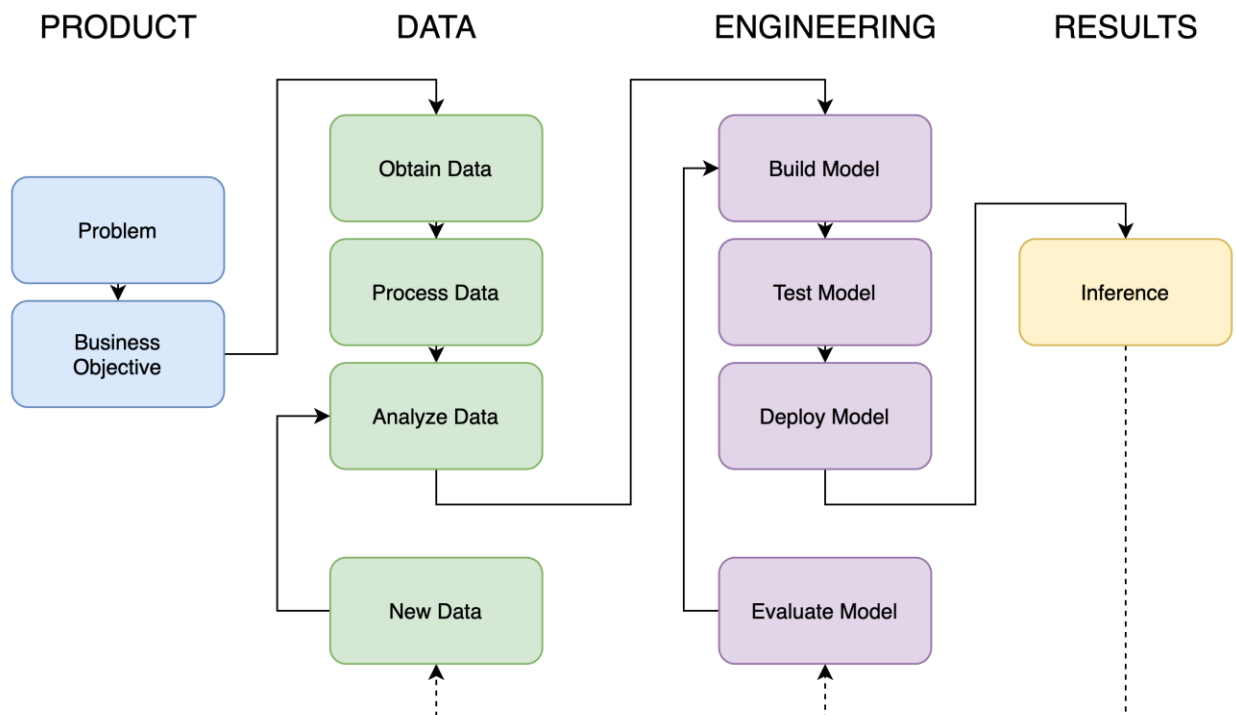 PRODUCT
DATA
ENGINEERING
RESULTS
Problem
Business
Objective
Obtain Data
Process Data
Analyze Data
New Data
Build Model
Test Model
Deploy Model
Evaluate Model
Inference